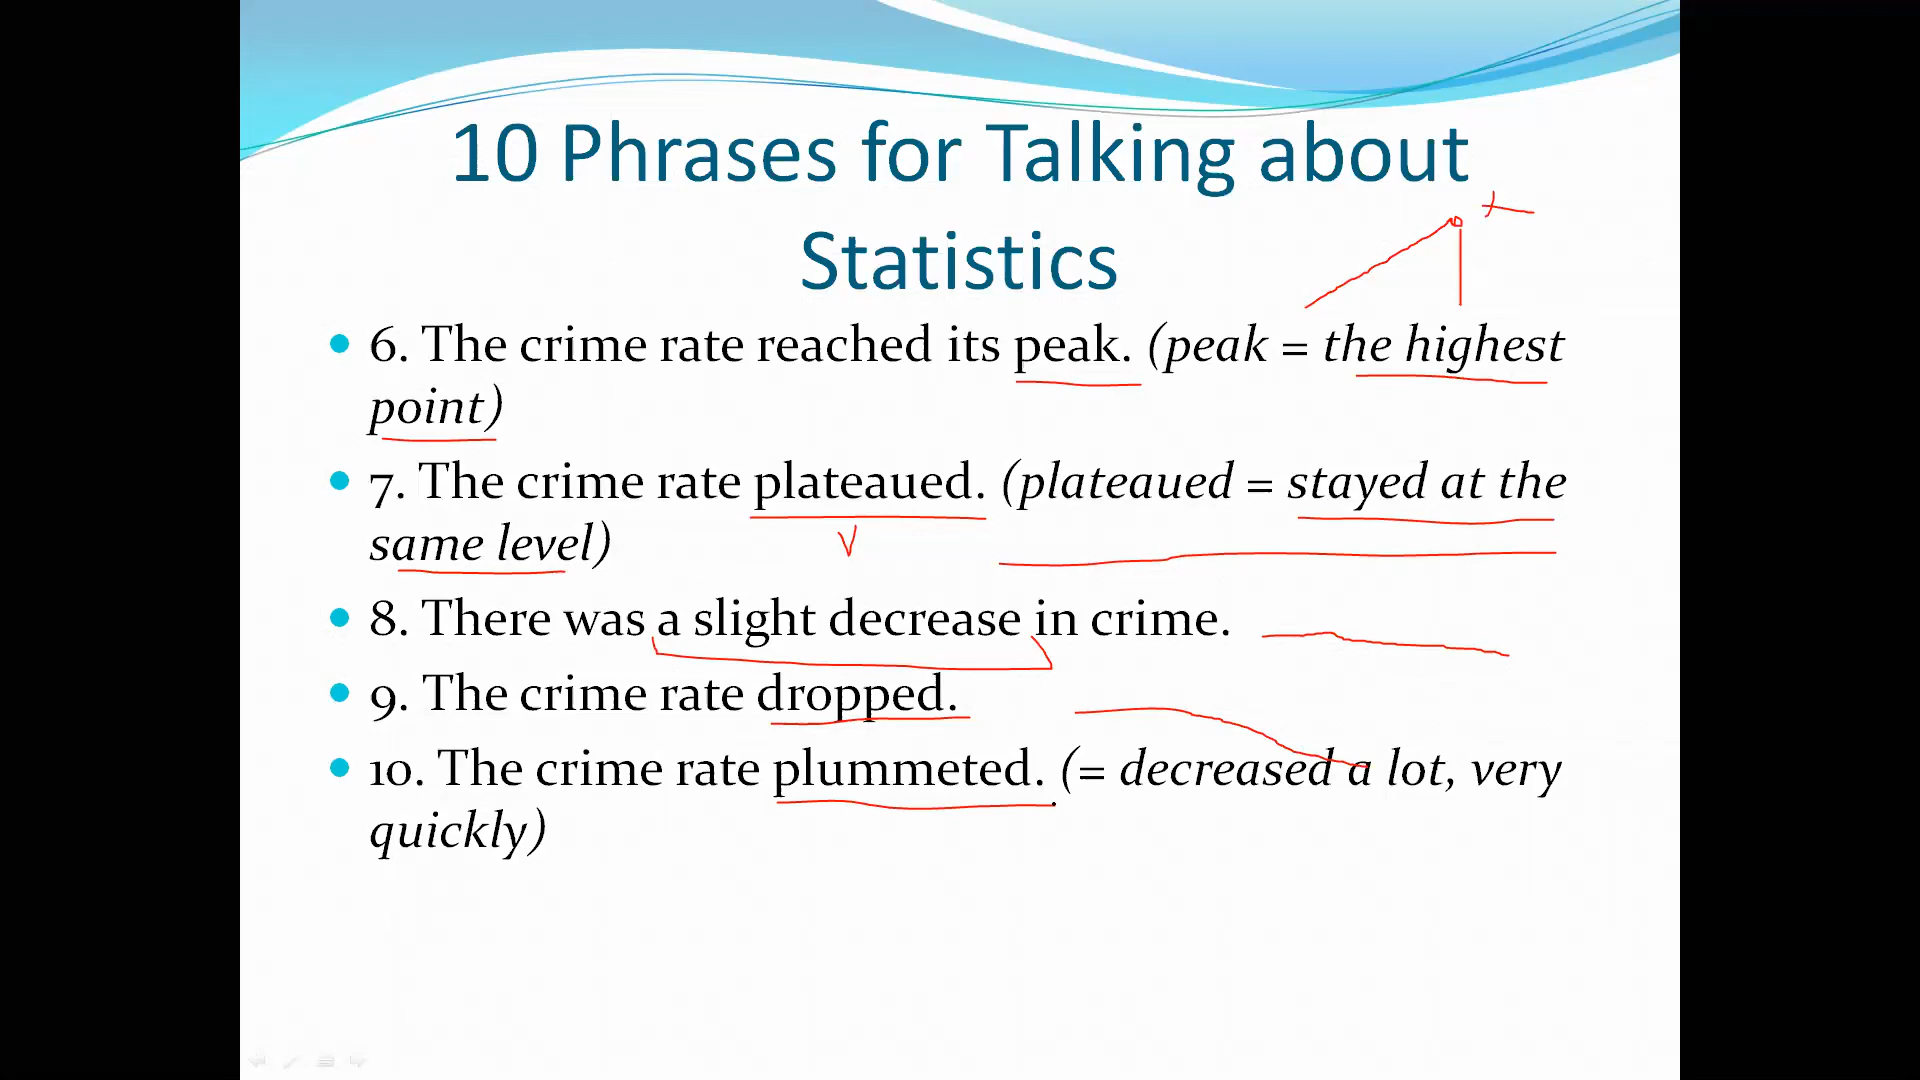 10 Phrases for Talking about
Statistics
6. The crime rate reached its peak. (peak = the highest
point)
7. The crime rate plateaued. (plateaued = stayed at the
same level)
v
8. There was a slight decrease in crime.
9. The crime rate dropped.
10. The crime rate plummeted. (= decreased a lot, very
quickly)